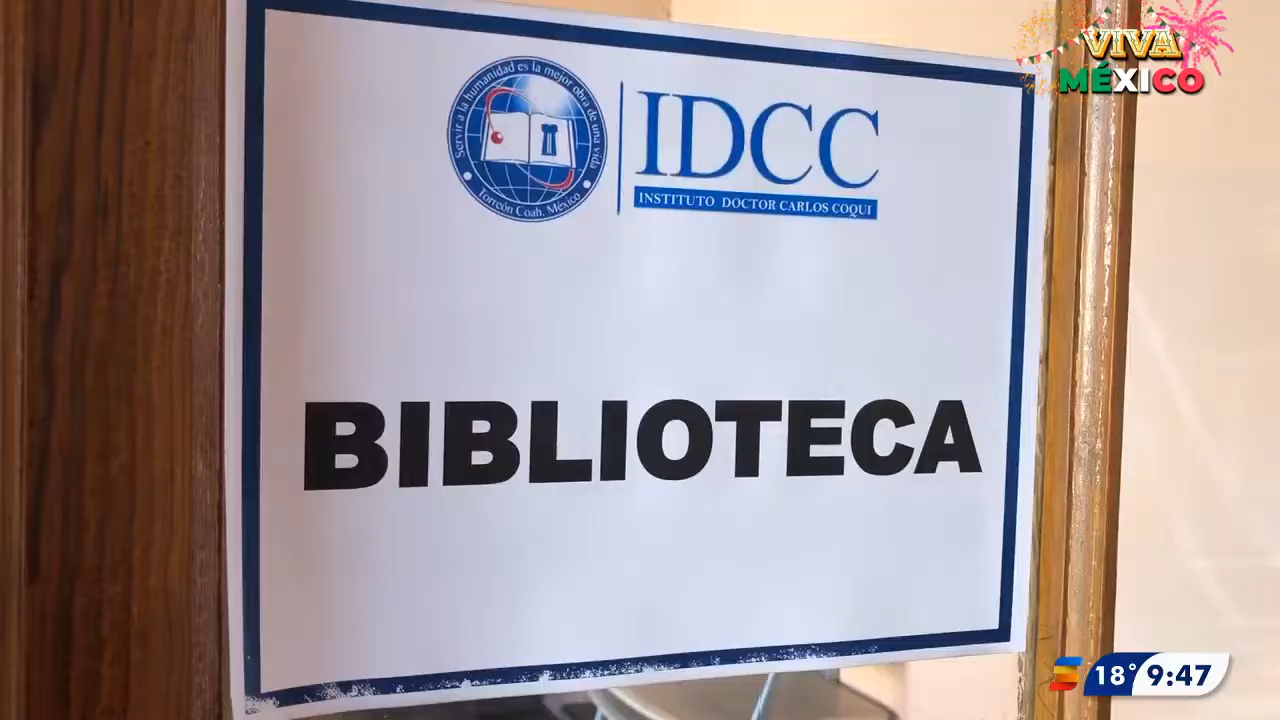 VIVA
MÉXICO
Servir a la humanidad es la mejor obra de una vida
Torreón Coah. México
IDCC
INSTITUTO DOCTOR CARLOS COQUI
BIBLIOTECA
18° 9:47